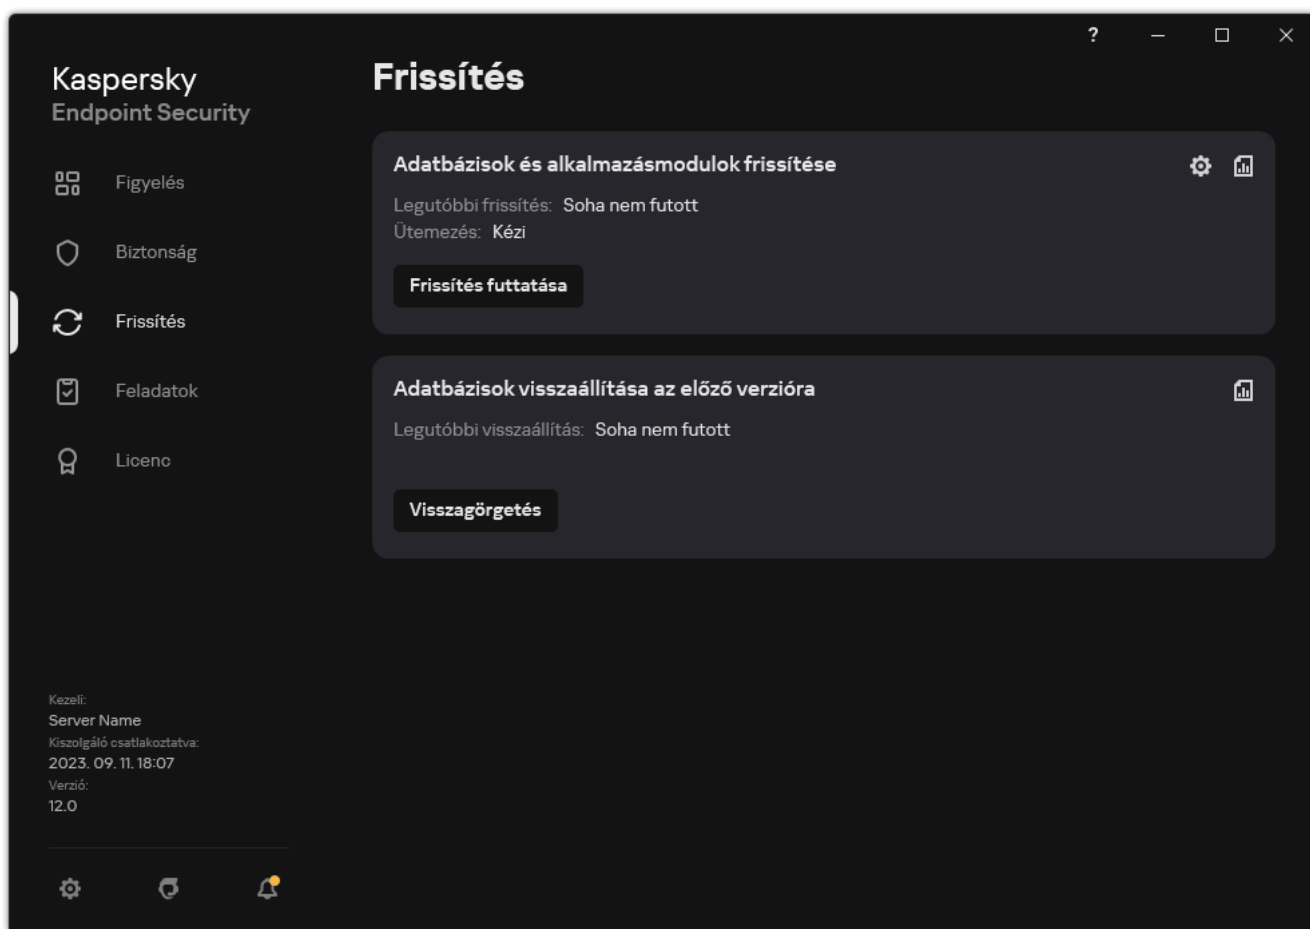 ?
Kaspersky
Endpoint Security
Figyelés
Biztonság
Frissítés
Feladatok
Licenc
Kezeli:
Server Name
Kiszolgáló csatlakoztatva:
2023. 09. 11. 18:07
Verzió:
12.0
Frissítés
Adatbázisok és alkalmazásmodulok frissítése
Legutóbbi frissítés: Soha nem futott
Ütemezés: Kézi
Frissítés futtatása
Adatbázisok visszaállítása az előző verzióra
Legutóbbi visszaállítás: Soha nem futott
Visszagörgetés